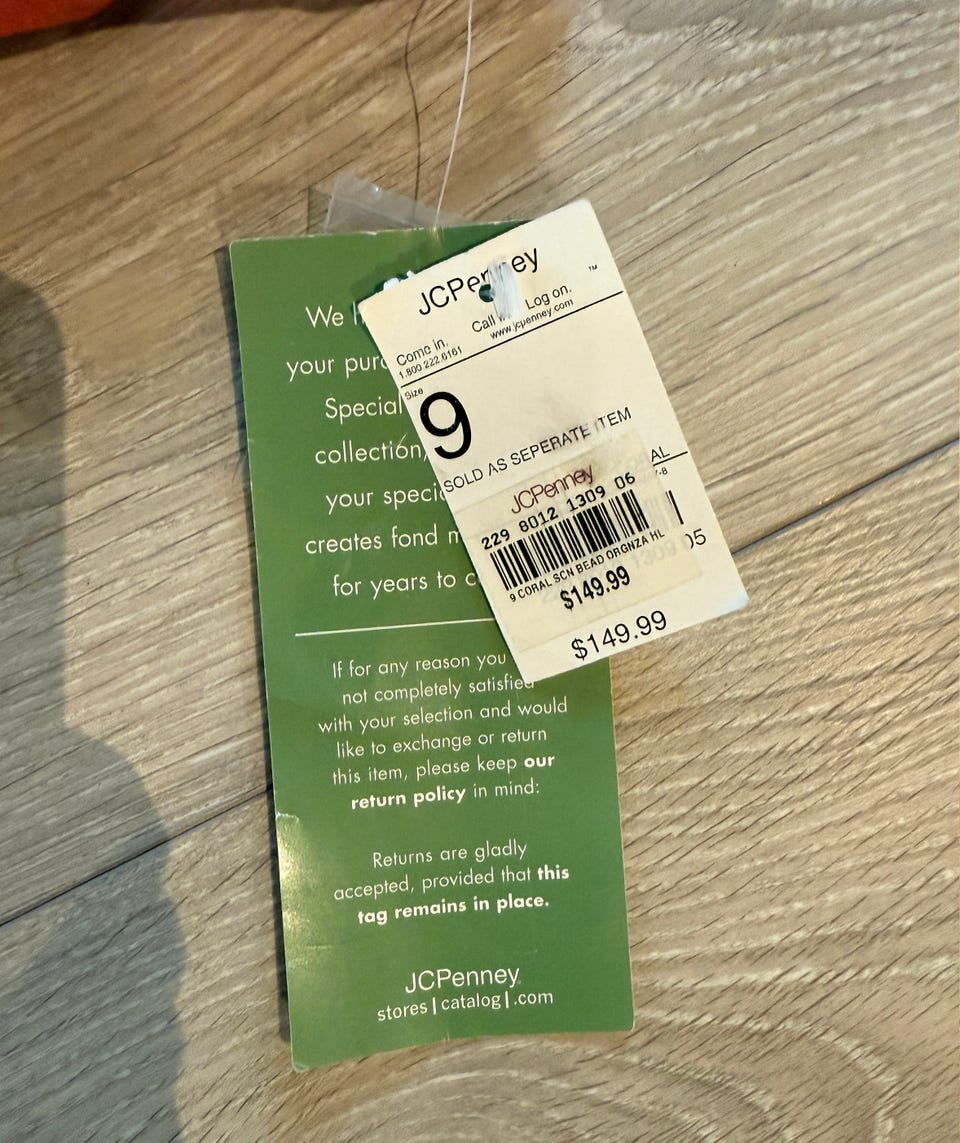 JCPenney
™
Come in. Call Log on.
1.800.222.6161 www.jcpenney.com
Size
9
SOLD AS SEPERATE ITEM
AL
JCPenney
229 8012 1309 06
9 CORAL SCN BEAD ORGNZA HL
$149.99
$149.99
We
your
Special
collection,
your
creates fond
for years to
If for any reason you
not completely satisfied
with your selection and would
like to exchange or return
this item, please keep our
return policy in mind:
Returns are gladly
accepted, provided that this
tag remains in place.
JCPenney
stores | catalog | .com